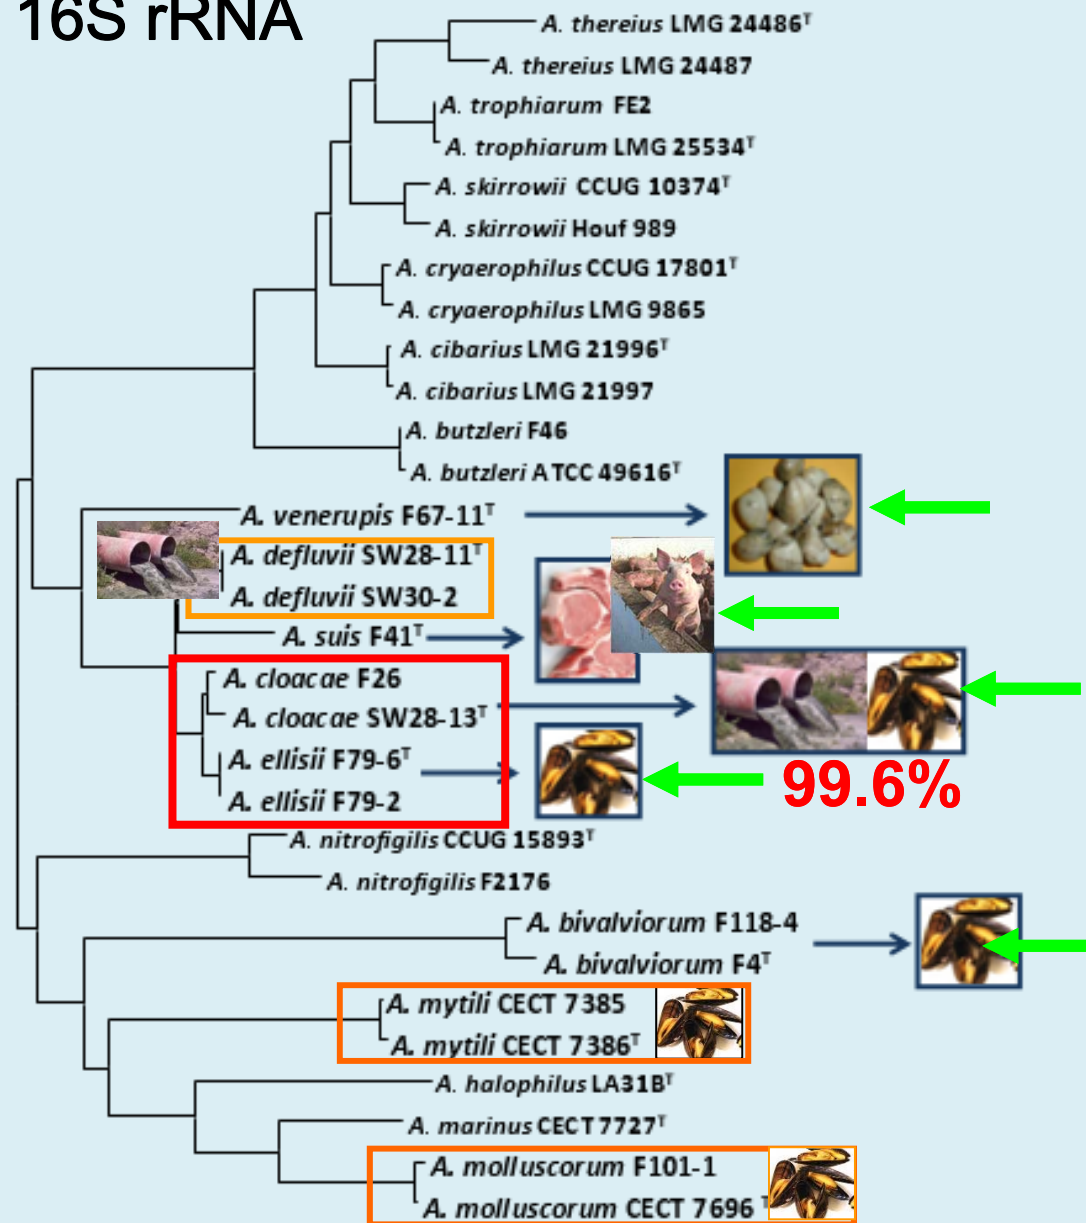 16S rRNA
A. thereius LMG 24486ᵀ
A. thereius LMG 24487
A. trophiarum FE2
A. trophiarum LMG 25534ᵀ
A. skirrowii CCUG 10374ᵀ
A. skirrowii Houf 989
A. cryaerophilus CCUG 17801ᵀ
A. cryaerophilus LMG 9865
A. cibarius LMG 21996ᵀ
A. cibarius LMG 21997
A. butzleri F46
A. butzleri ATCC 49616ᵀ
A. venerupis F67-11ᵀ
A. defluvii SW28-11ᵀ
A. defluvii SW30-2
A. suis F41ᵀ
A. cloacae F26
A. cloacae SW28-13ᵀ
A. ellisii F79-6ᵀ
99.6%
A. ellisii F79-2
A. nitrofigilis CCUG 15893ᵀ
A. nitrofigilis F2176
A. bivalviorum F118-4
A. bivalviorum F4ᵀ
A. mytili CECT 7385
A. mytili CECT 7386ᵀ
A. halophilus LA31Bᵀ
A. marinus CECT 7727ᵀ
A. molluscorum F101-1
A. molluscorum CECT 7696 ᵀ